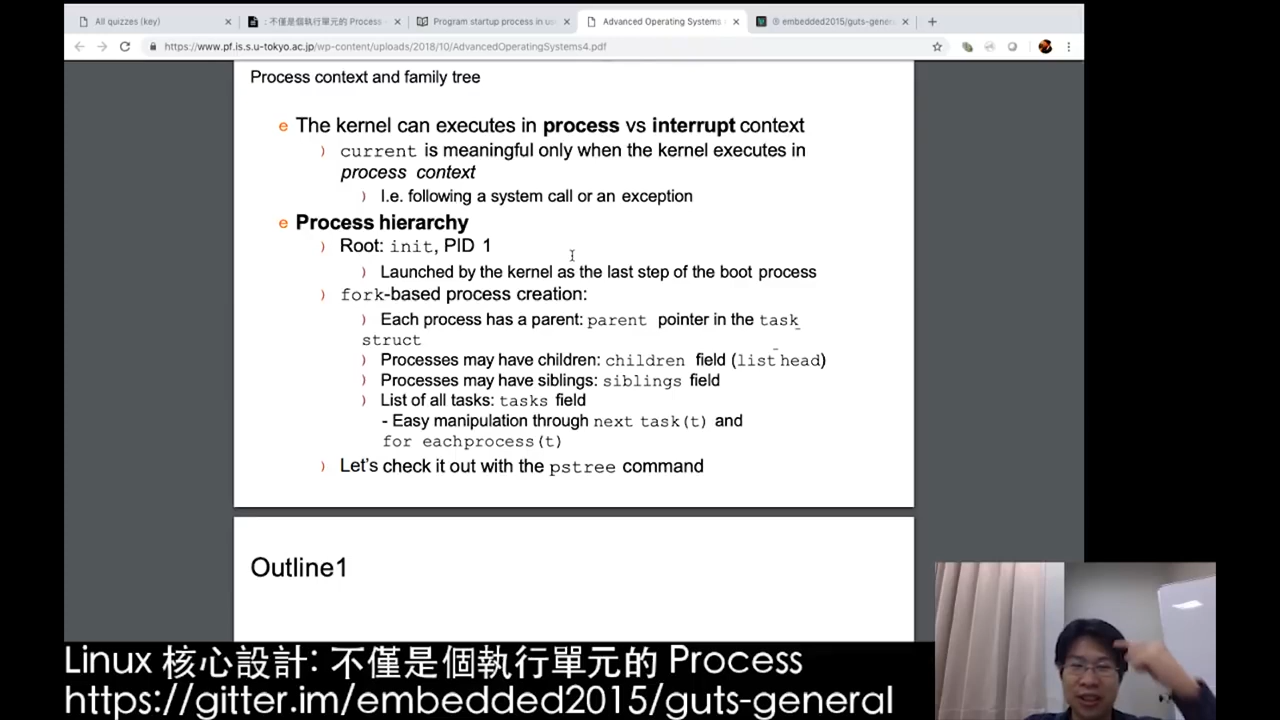 All quizzes (key)
: 不僅是個執行單元的 Process
Program startup process in us
Advanced Operating Systems
embedded2015/guts-genera
https://www.pf.is.s.u-tokyo.ac.jp/wp-content/uploads/2018/10/AdvancedOperatingSystems4.pdf
Process context and family tree
e The kernel can executes in process vs interrupt context
) current is meaningful only when the kernel executes in
process context
) I.e. following a system call or an exception
e Process hierarchy
) Root: init, PID 1
) Launched by the kernel as the last step of the boot process
) fork-based process creation:
) Each process has a parent: parent pointer in the task_
struct
) Processes may have children: children field (list_head)
) Processes may have siblings: siblings field
) List of all tasks: tasks field
- Easy manipulation through next task(t) and
for eachprocess(t)
) Let's check it out with the pstree command
Outline1
Linux 核心設計: 不僅是個執行單元的 Process
https://gitter.im/embedded2015/guts-general